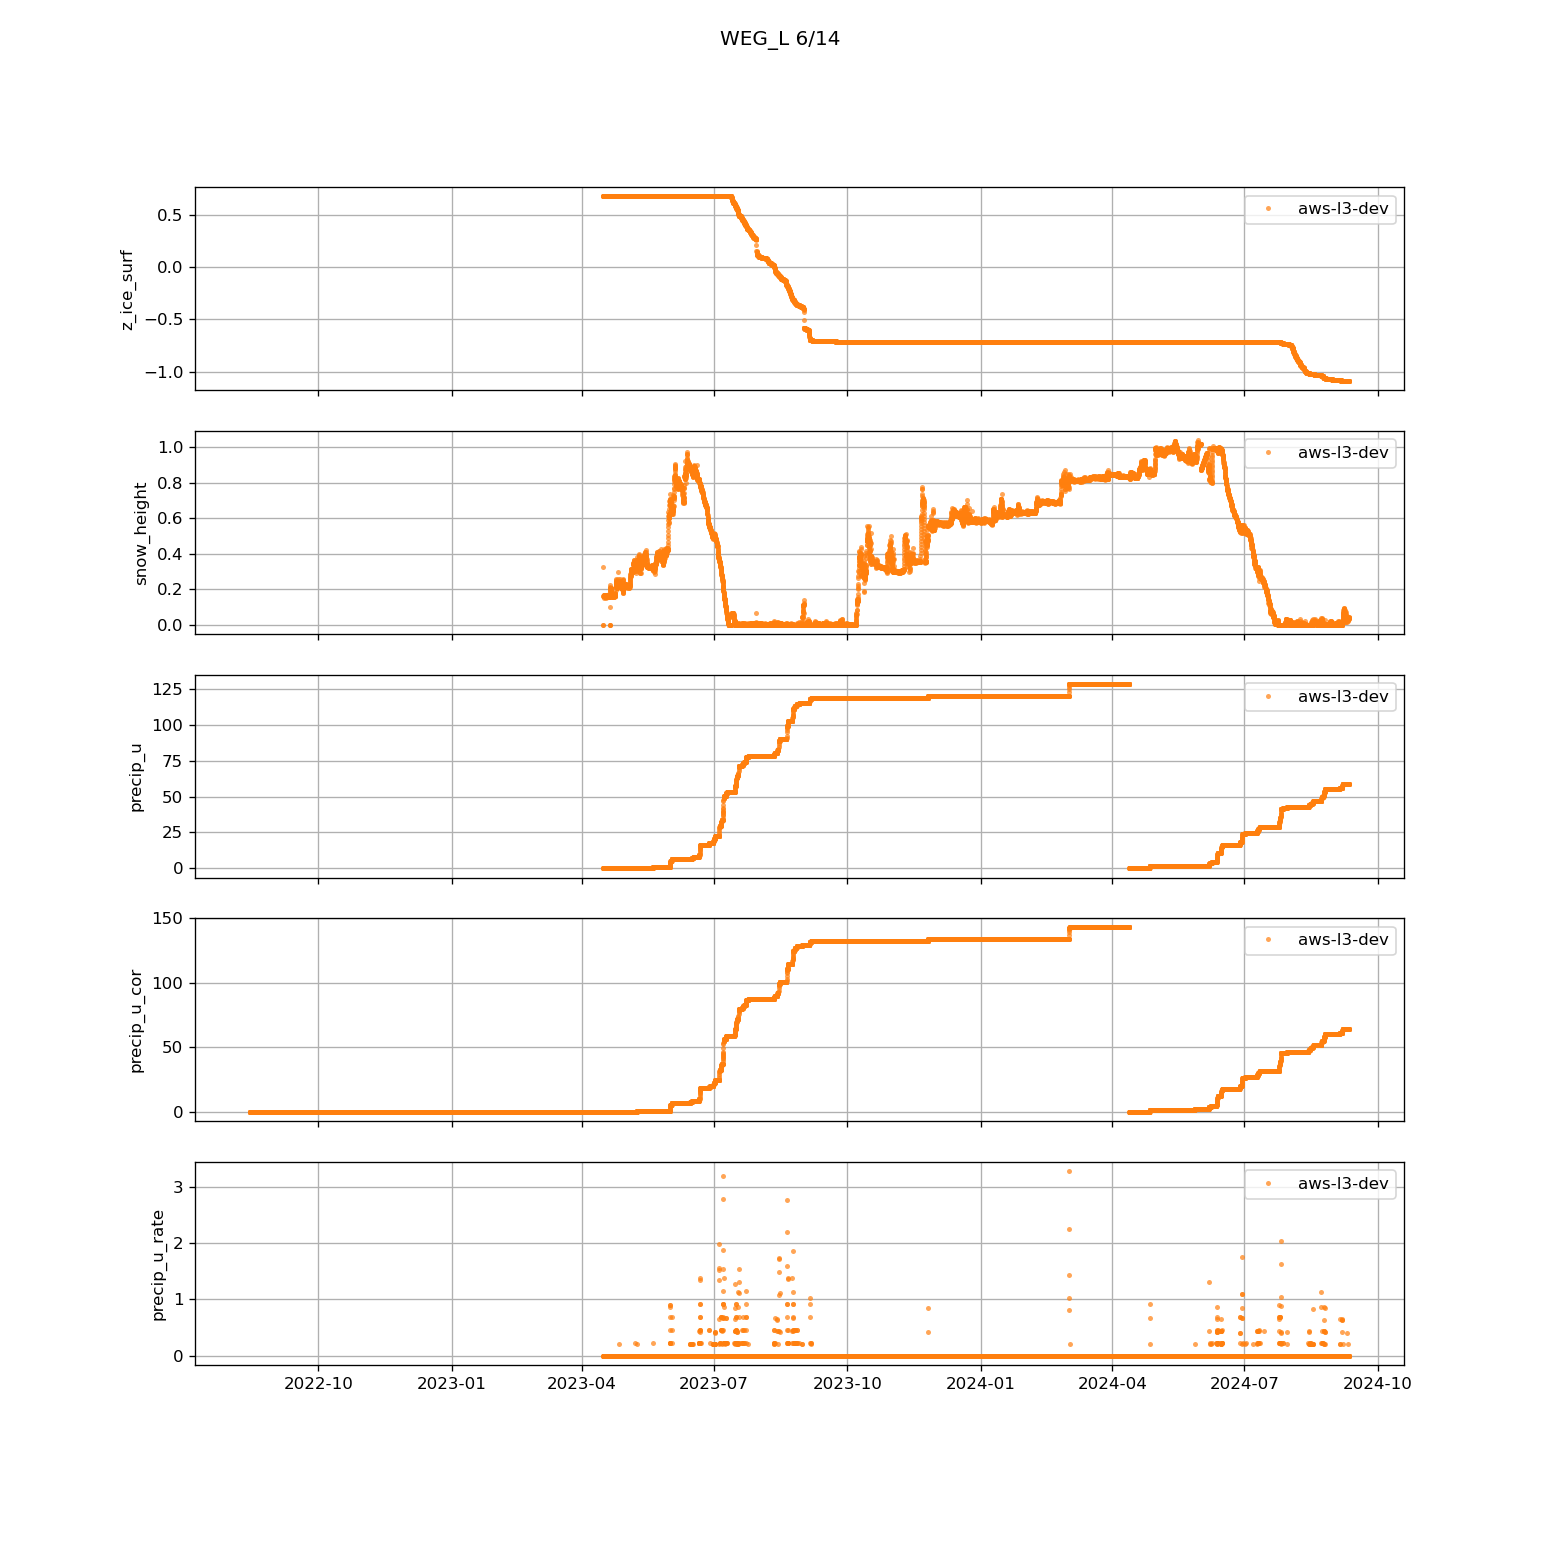 WEG_L 6/14
aws-l3-dev
0.5
0.0
−0.5
−1.0
z_ice_surf
aws-l3-dev
1.0
0.8
0.6
0.4
0.2
0.0
snow_height
aws-l3-dev
125
100
75
50
25
0
precip_u
aws-l3-dev
150
100
50
0
precip_u_cor
aws-l3-dev
3
2
1
0
precip_u_rate
2022-10 2023-01 2023-04 2023-07 2023-10 2024-01 2024-04 2024-07 2024-10